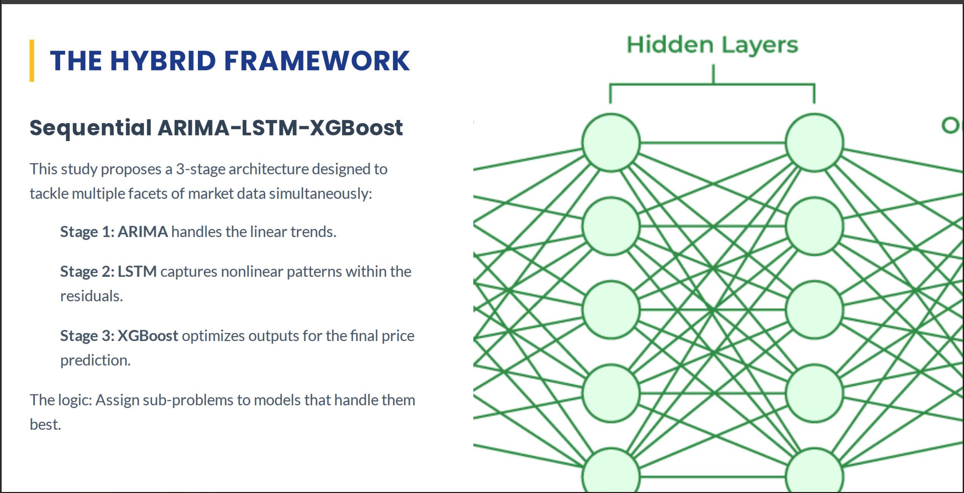 THE HYBRID FRAMEWORK
Sequential ARIMA-LSTM-XGBoost
This study proposes a 3-stage architecture designed to
tackle multiple facets of market data simultaneously:
Stage 1: ARIMA handles the linear trends.
Stage 2: LSTM captures nonlinear patterns within the
residuals.
Stage 3: XGBoost optimizes outputs for the final price
prediction.
The logic: Assign sub-problems to models that handle them
best.
Hidden Layers